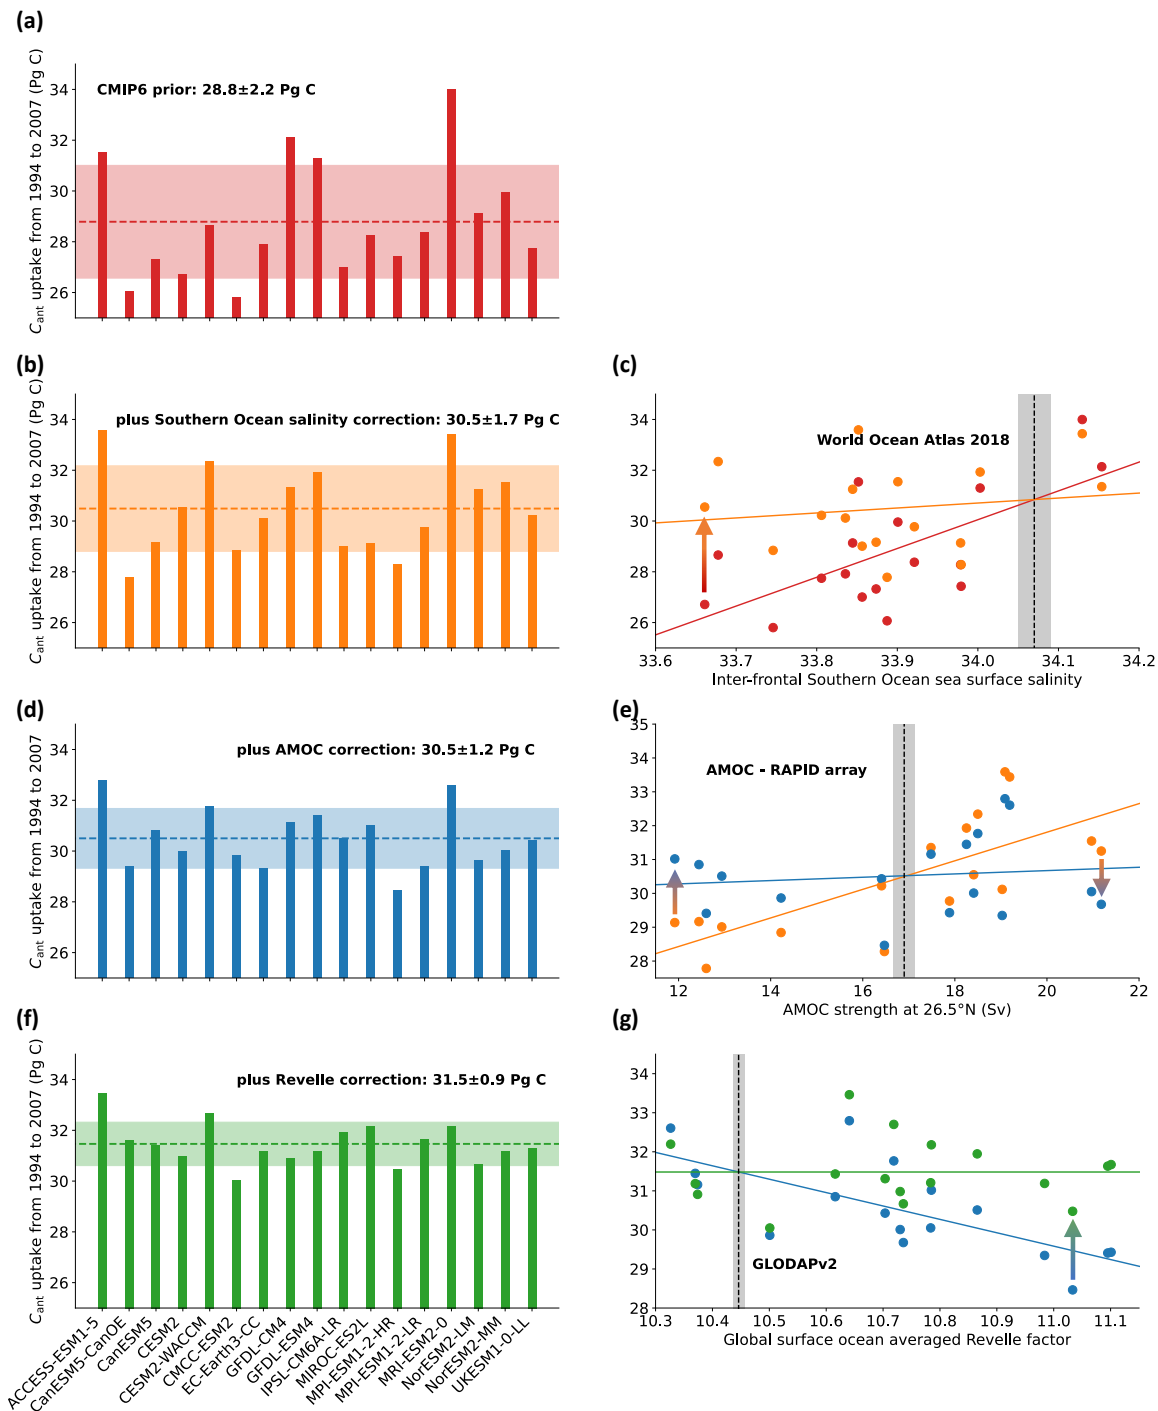 (a)
34
32
30
28
26
C_ant uptake from 1994 to 2007 (Pg C)
CMIP6 prior: 28.8±2.2 Pg C
(b)
34
32
30
28
26
C_ant uptake from 1994 to 2007 (Pg C)
plus Southern Ocean salinity correction: 30.5±1.7 Pg C
(c)
34
32
30
28
26
World Ocean Atlas 2018
33.6 33.7 33.8 33.9 34.0 34.1 34.2
Inter-frontal Southern Ocean sea surface salinity
(d)
34
32
30
28
26
C_ant uptake from 1994 to 2007
plus AMOC correction: 30.5±1.2 Pg C
(e)
35
34
33
32
31
30
29
28
AMOC - RAPID array
12 14 16 18 20 22
AMOC strength at 26.5°N (Sv)
(f)
34
32
30
28
26
C_ant uptake from 1994 to 2007 (Pg C)
plus Revelle correction: 31.5±0.9 Pg C
ACCESS-ESM1-5
CanESM5-CanOE
CanESM5
CESM2
CESM2-WACCM
CMCC-ESM2
EC-Earth3-CC
GFDL-CM4
GFDL-ESM4
IPSL-CM6A-LR
MIROC-ES2L
MPI-ESM1-2-HR
MPI-ESM1-2-LR
MRI-ESM2-0
NorESM2-LM
NorESM2-MM
UKESM1-0-LL
(g)
34
33
32
31
30
29
28
GLODAPv2
10.3 10.4 10.5 10.6 10.7 10.8 10.9 11.0 11.1
Global surface ocean averaged Revelle factor